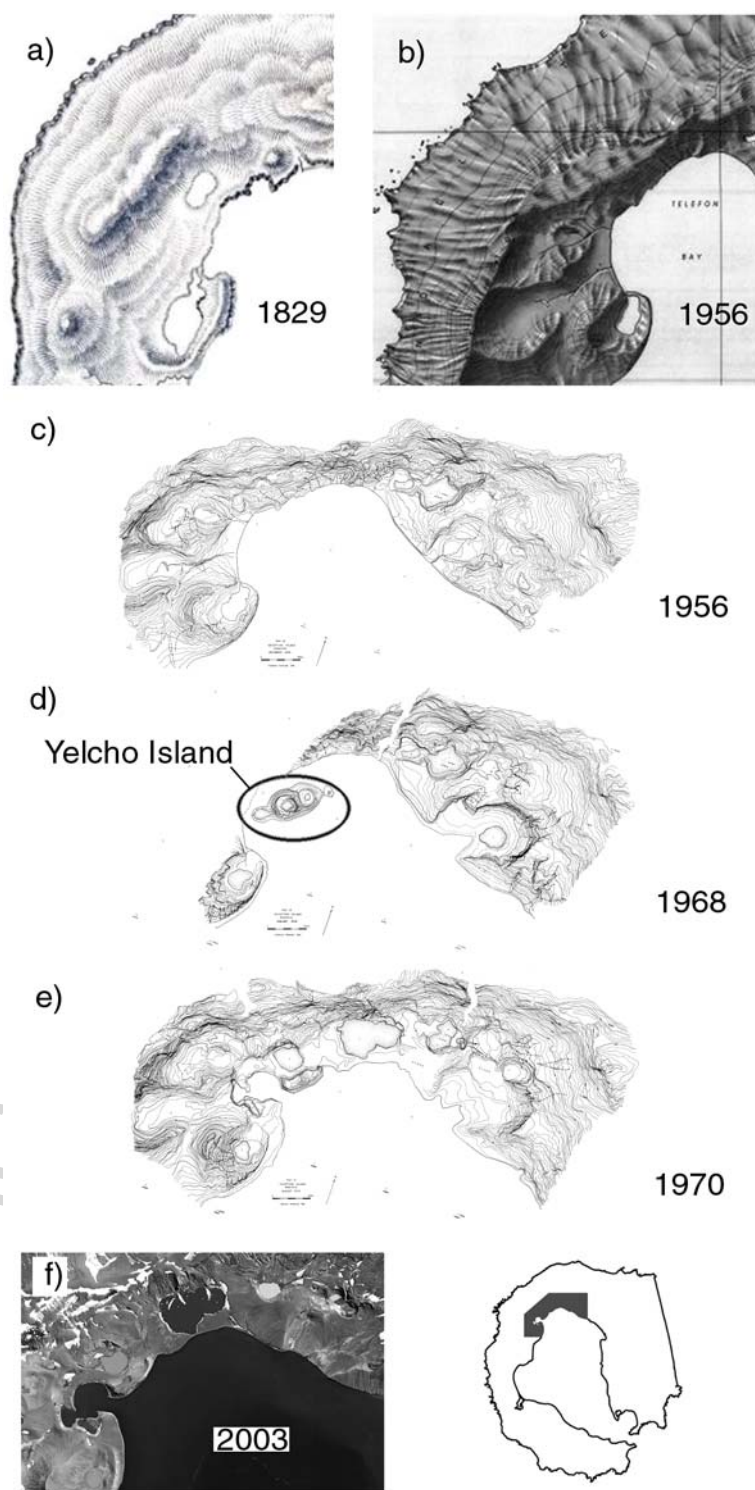 a)
1829
b)
TELEFON
BAY
1956
c)
1956
d)
Yelcho Island
1968
e)
1970
f)
2003